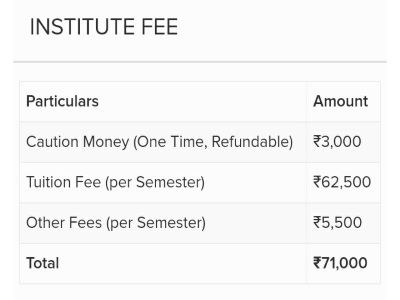 INSTITUTE FEE
Particulars Amount
Caution Money (One Time, Refundable) ₹3,000
Tuition Fee (per Semester) ₹62,500
Other Fees (per Semester) ₹5,500
Total ₹71,000